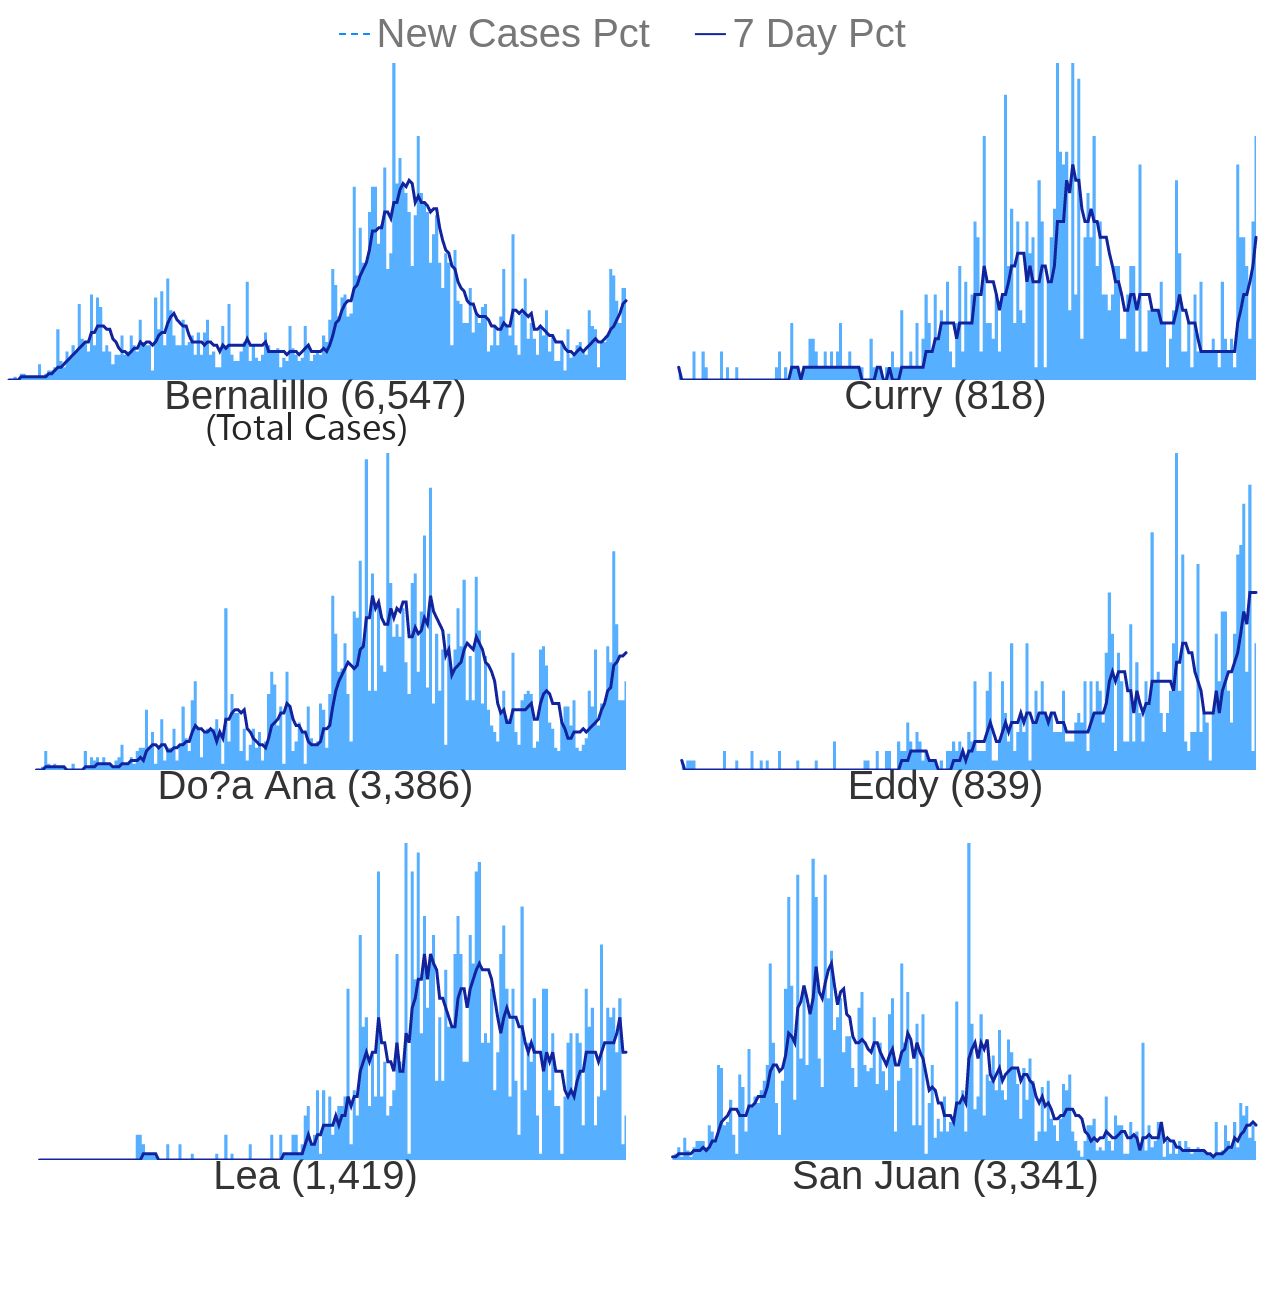 New Cases Pct 7 Day Pct
Bernalillo (6,547) Curry (818)
(Total Cases)
Do?a Ana (3,386) Eddy (839)
Lea (1,419) San Juan (3,341)